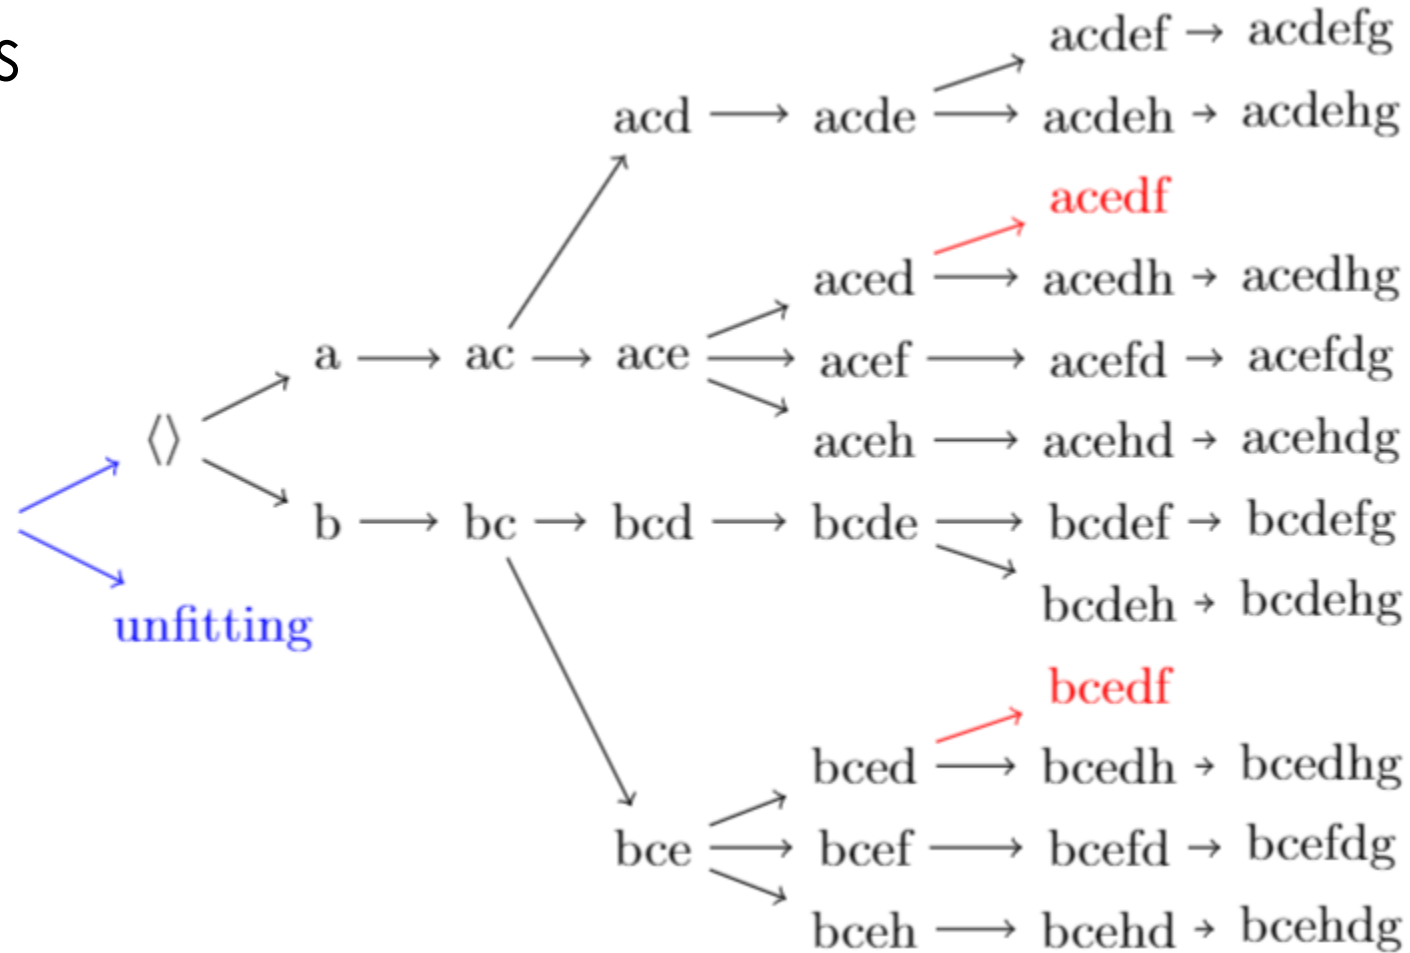 s
acdef → acdefg
acd → acde → acdeh → acdehg
acedf
aced → acedh → acedhg
a → ac → ace → acef → acefd → acefdg
⟨⟩
aceh → acehd → acehdg
b → bc → bcd → bcde → bcdef → bcdefg
bcdeh → bcdehg
unfitting
bcedf
bced → bcedh → bcedhg
bce → bcef → bcefd → bcefdg
bceh → bcehd → bcehdg